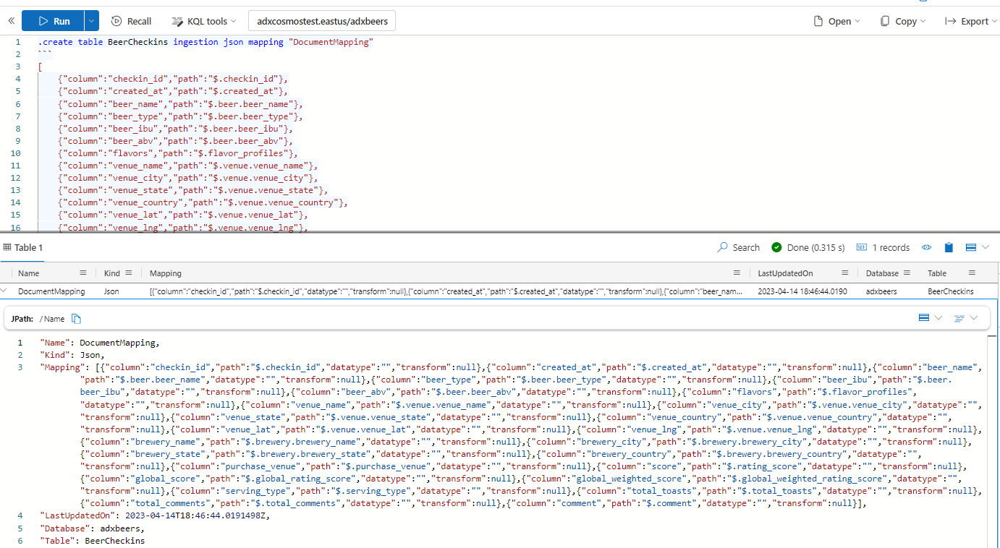 Run Recall KQL tools adxcosmostest.eastus/adxbeers Open Copy Export
1 .create table BeerCheckins ingestion json mapping "DocumentMapping"
2 ```
3 [
4 {"column":"checkin_id","path":"$.checkin_id"},
5 {"column":"created_at","path":"$.created_at"},
6 {"column":"beer_name","path":"$.beer.beer_name"},
7 {"column":"beer_type","path":"$.beer.beer_type"},
8 {"column":"beer_ibu","path":"$.beer.beer_ibu"},
9 {"column":"beer_abv","path":"$.beer.beer_abv"},
10 {"column":"flavors","path":"$.flavor_profiles"},
11 {"column":"venue_name","path":"$.venue.venue_name"},
12 {"column":"venue_city","path":"$.venue.venue_city"},
13 {"column":"venue_state","path":"$.venue.venue_state"},
14 {"column":"venue_country","path":"$.venue.venue_country"},
15 {"column":"venue_lat","path":"$.venue.venue_lat"},
16 {"column":"venue_lng","path":"$.venue.venue_lng"},
Table 1 Search Done (0.315 s) 1 records
Name Kind Mapping LastUpdatedOn Database Table
DocumentMapping Json [{"column":"checkin_id","path":"$.checkin_id","datatype":"","transform":null},{"column":"created_at","path":"$.created_at","datatype":"","transform":null},{"column":"beer_nam... 2023-04-14 18:46:44.0190 adxbeers BeerCheckins
JPath: /Name
1 "Name": DocumentMapping,
2 "Kind": Json,
3 "Mapping": [{"column":"checkin_id","path":"$.checkin_id","datatype":"","transform":null},{"column":"created_at","path":"$.created_at","datatype":"","transform":null},{"column":"beer_name",
"path":"$.beer.beer_name","datatype":"","transform":null},{"column":"beer_type","path":"$.beer.beer_type","datatype":"","transform":null},{"column":"beer_ibu","path":"$.beer.
beer_ibu","datatype":"","transform":null},{"column":"beer_abv","path":"$.beer.beer_abv","datatype":"","transform":null},{"column":"flavors","path":"$.flavor_profiles",
"datatype":"","transform":null},{"column":"venue_name","path":"$.venue.venue_name","datatype":"","transform":null},{"column":"venue_city","path":"$.venue.venue_city","datatype":"",
"transform":null},{"column":"venue_state","path":"$.venue.venue_state","datatype":"","transform":null},{"column":"venue_country","path":"$.venue.venue_country","datatype":"",
"transform":null},{"column":"venue_lat","path":"$.venue.venue_lat","datatype":"","transform":null},{"column":"venue_lng","path":"$.venue.venue_lng","datatype":"","transform":null},
{"column":"brewery_name","path":"$.brewery.brewery_name","datatype":"","transform":null},{"column":"brewery_city","path":"$.brewery.brewery_city","datatype":"","transform":null},
{"column":"brewery_state","path":"$.brewery.brewery_state","datatype":"","transform":null},{"column":"brewery_country","path":"$.brewery.brewery_country","datatype":"",
"transform":null},{"column":"purchase_venue","path":"$.purchase_venue","datatype":"","transform":null},{"column":"score","path":"$.rating_score","datatype":"","transform":null},
{"column":"global_score","path":"$.global_rating_score","datatype":"","transform":null},{"column":"global_weighted_score","path":"$.global_weighted_rating_score","datatype":"",
"transform":null},{"column":"serving_type","path":"$.serving_type","datatype":"","transform":null},{"column":"total_toasts","path":"$.total_toasts","datatype":"","transform":null},
{"column":"total_comments","path":"$.total_comments","datatype":"","transform":null},{"column":"comment","path":"$.comment","datatype":"","transform":null}],
4 "LastUpdatedOn": 2023-04-14T18:46:44.0191498Z,
5 "Database": adxbeers,
6 "Table": BeerCheckins